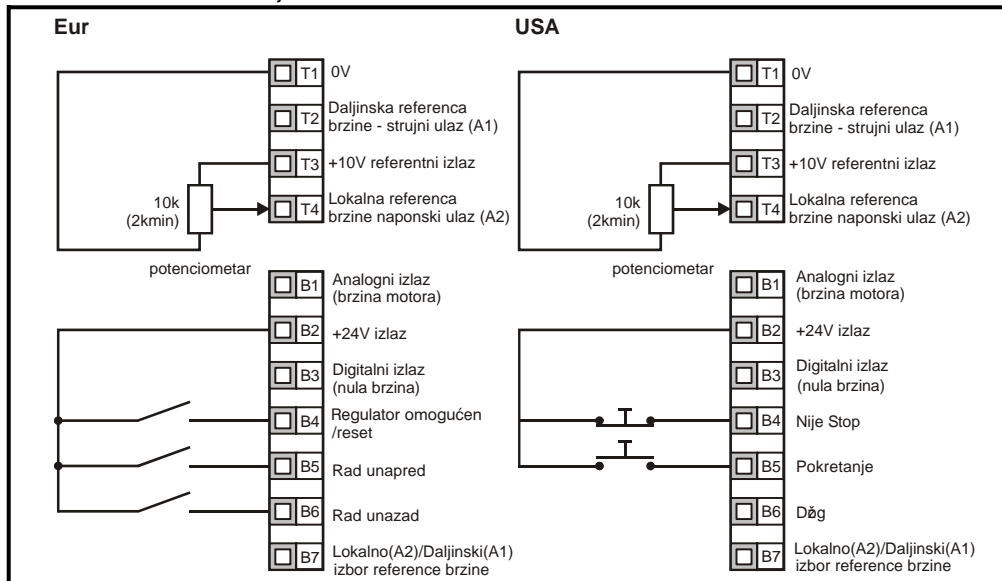 Eur
T1 0V
T2 Daljinska referenca
brzine - strujni ulaz (A1)
T3 +10V referentni izlaz
10k
(2kmin)
T4 Lokalna referenca
brzine naponski ulaz (A2)
potenciometar
B1 Analogni izlaz
(brzina motora)
B2 +24V izlaz
B3 Digitalni izlaz
(nula brzina)
B4 Regulator omogućen
/reset
B5 Rad unapred
B6 Rad unazad
B7 Lokalno(A2)/Daljinski(A1)
izbor reference brzine
USA
T1 0V
T2 Daljinska referenca
brzine - strujni ulaz (A1)
T3 +10V referentni izlaz
10k
(2kmin)
T4 Lokalna referenca
brzine naponski ulaz (A2)
potenciometar
B1 Analogni izlaz
(brzina motora)
B2 +24V izlaz
B3 Digitalni izlaz
(nula brzina)
B4 Nije Stop
B5 Pokretanje
B6
B7 Lokalno(A2)/Daljinski(A1)
izbor reference brzine